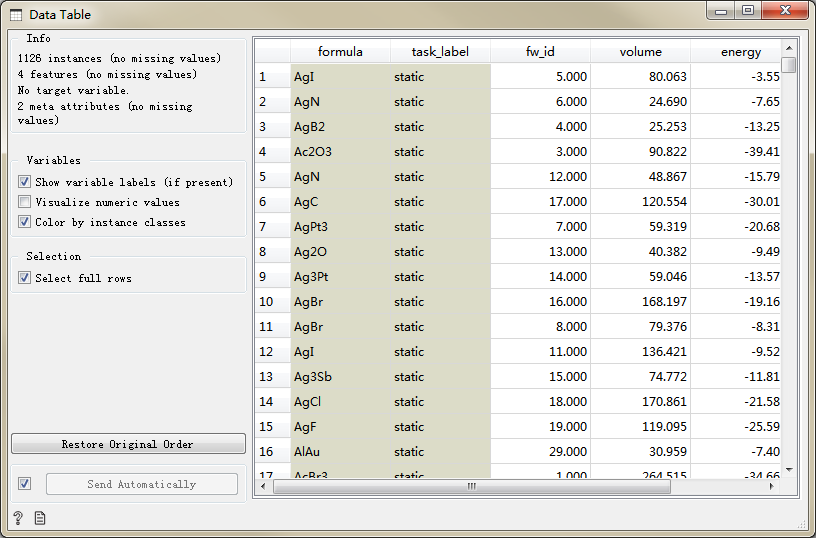 Data Table
Info
1126 instances (no missing values)
4 features (no missing values)
No target variable.
2 meta attributes (no missing
values)
Variables
Show variable labels (if present)
Visualize numeric values
Color by instance classes
Selection
Select full rows
Restore Original Order
Send Automatically
formula task_label fw_id volume energy
1 AgI static 5.000 80.063 -3.55
2 AgN static 6.000 24.690 -7.65
3 AgB2 static 4.000 25.253 -13.25
4 Ac2O3 static 3.000 90.822 -39.41
5 AgN static 12.000 48.867 -15.79
6 AgC static 17.000 120.554 -30.01
7 AgPt3 static 7.000 59.319 -20.68
8 Ag2O static 13.000 40.382 -9.49
9 Ag3Pt static 14.000 59.046 -13.57
10 AgBr static 16.000 168.197 -19.16
11 AgBr static 8.000 79.376 -8.31
12 AgI static 11.000 136.421 -9.52
13 Ag3Sb static 15.000 74.772 -11.81
14 AgCl static 18.000 170.861 -21.58
15 AgF static 19.000 119.095 -25.59
16 AlAu static 29.000 30.959 -7.40
17 AcBr3 static 1.000 264.515 -34.66